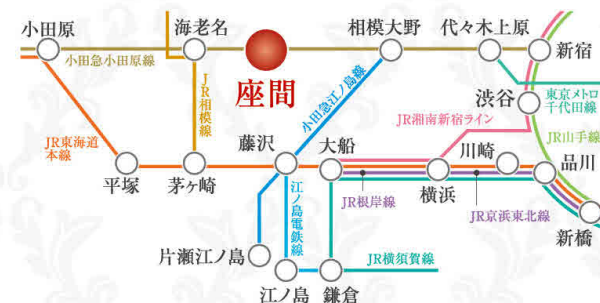 小田原
海老名
相模大野
代々木上原
新宿
小田急小田原線
座間
小田急江ノ島線
JR相模線
東京メトロ
千代田線
渋谷
JR湘南新宿ライン
JR山手線
JR東海道
本線
藤沢
大船
川崎
品川
平塚
茅ヶ崎
横浜
JR根岸線
JR京浜東北線
新橋
江ノ島電鉄線
片瀬江ノ島
JR横須賀線
江ノ島
鎌倉